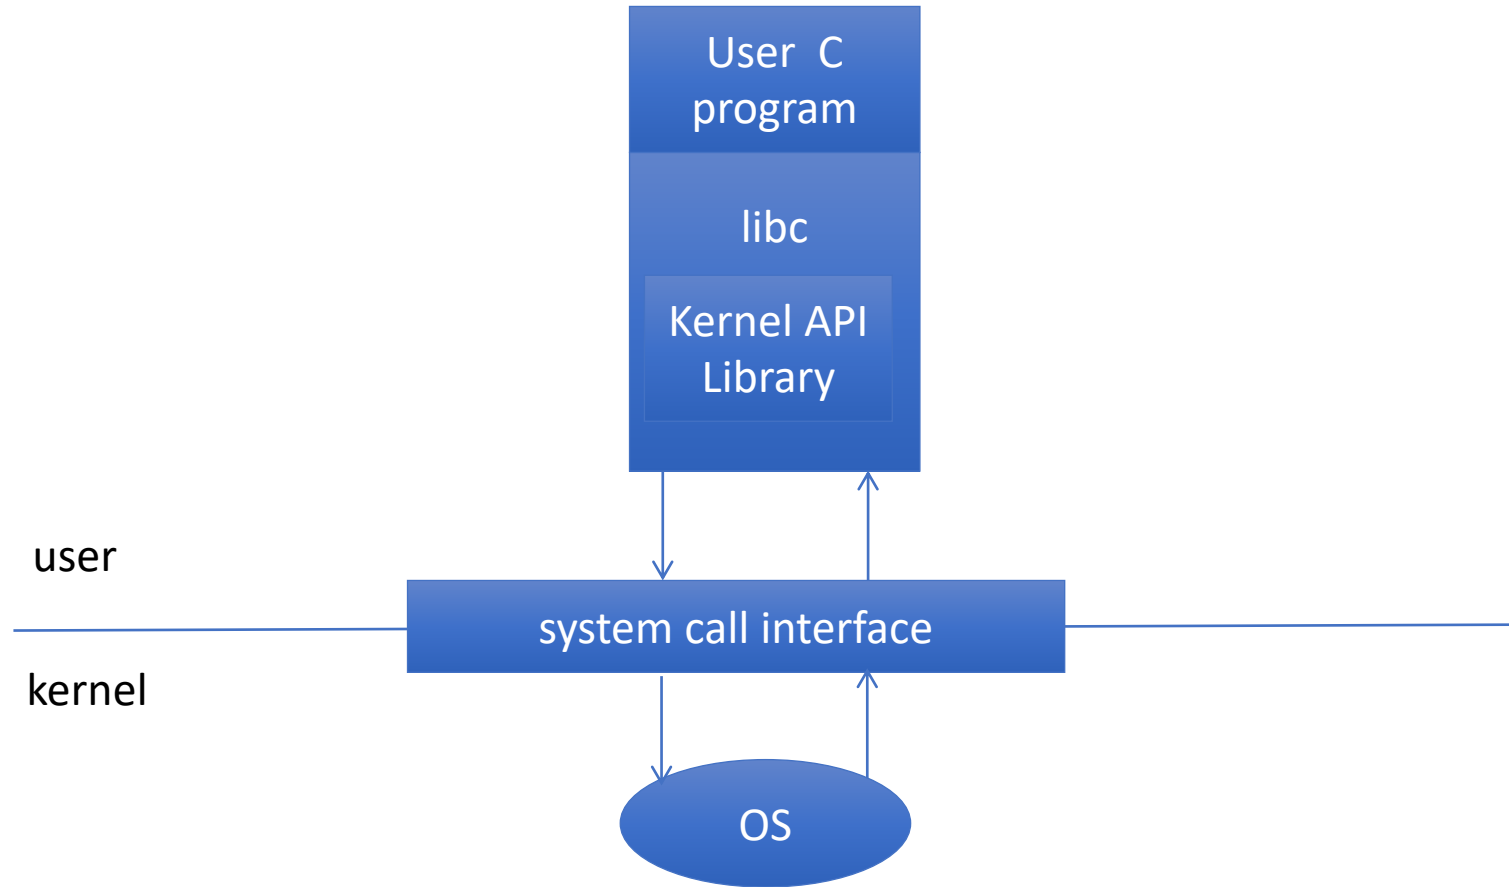 User  C
program
libc
Kernel API
Library
user
system call interface
kernel
OS